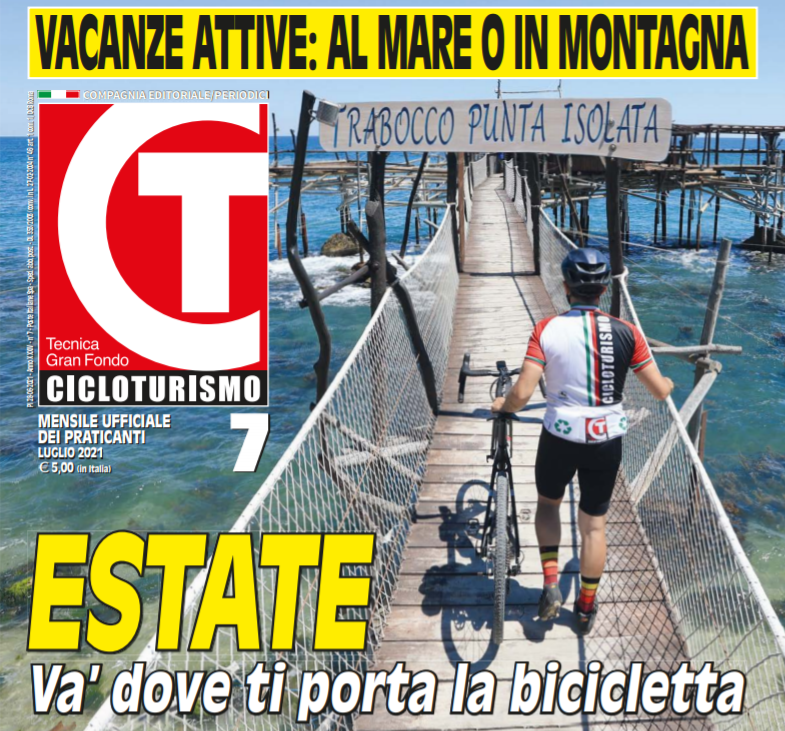 VACANZE ATTIVE: AL MARE O IN MONTAGNA
COMPAGNIA EDITORIALE/PERIODICI
TRABOCCO PUNTA ISOLATA
CT
Tecnica
Gran Fondo
CICLOTURISMO
MENSILE UFFICIALE
DEI PRATICANTI
LUGLIO 2021
€ 5,00 (in Italia)
7
CICLOTURISMO
CT
ESTATE
Va' dove ti porta la bicicletta